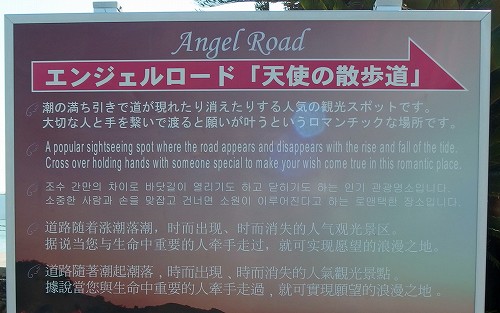 Angel Road
エンジェルロード「天使の散歩道」
潮の満ち引きで道が現れたり消えたりする人気の観光スポットです。
大切な人と手を繋いで渡ると願いが叶うというロマンチックな場所です。
A popular sightseeing spot where the road appears and disappears with the rise and fall of the tide.
Cross over holding hands with someone special to make your wish come true in this romantic place.
조수 간만의 차이로 바닷길이 열리기도 하고 닫히기도 하는 인기 관광명소입니다.
소중한 사람과 손을 맞잡고 건너면 소원이 이루어진다고 하는 로맨택한 장소입니다.
道路随着涨潮落潮，时而出现、时而消失的人气观光景区。
据说当您与生命中重要的人牵手走过，就可实现愿望的浪漫之地。
道路隨著潮起潮落，時而出現、時而消失的人氣觀光景點。
據說當您與生命中重要的人牽手走過，就可實現願望的浪漫之地。